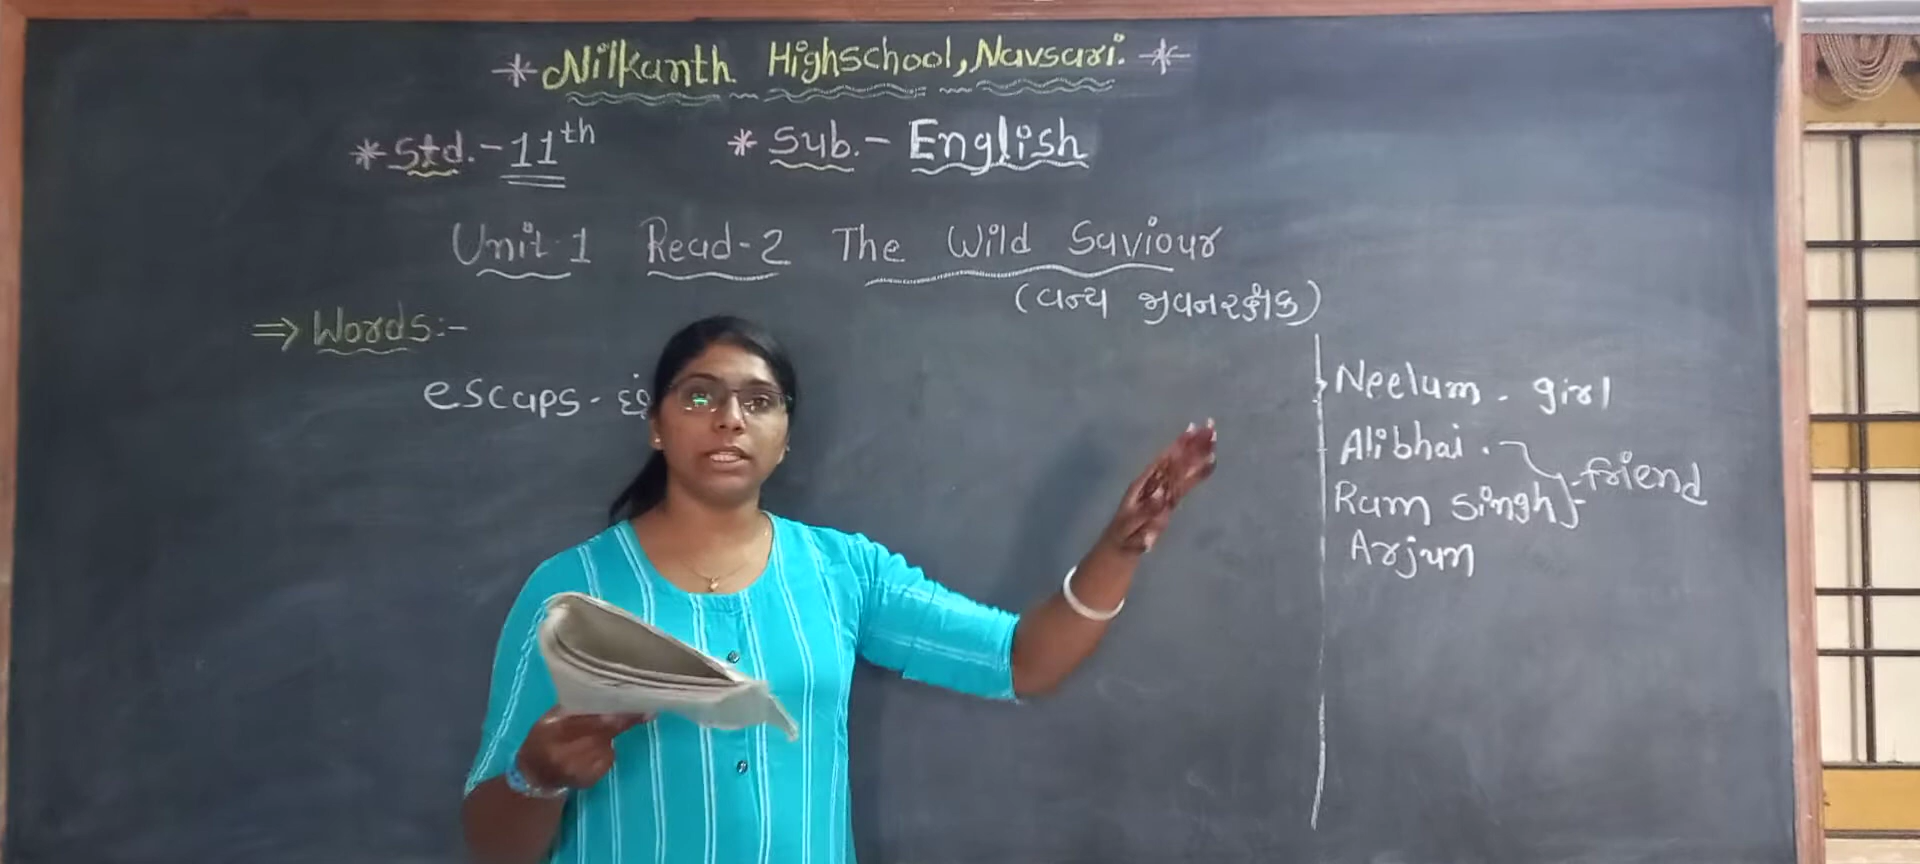 * Nilkanth Highschool, Navsari. *
* Std. - 11th * Sub. - English
Unit-1 Read-2 The Wild Saviour
(વન્ય જીવનરક્ષક)
⇒ Words:-
escaps -
Neelum - girl
Alibhai -
Ram Singh } - friend
Arjun